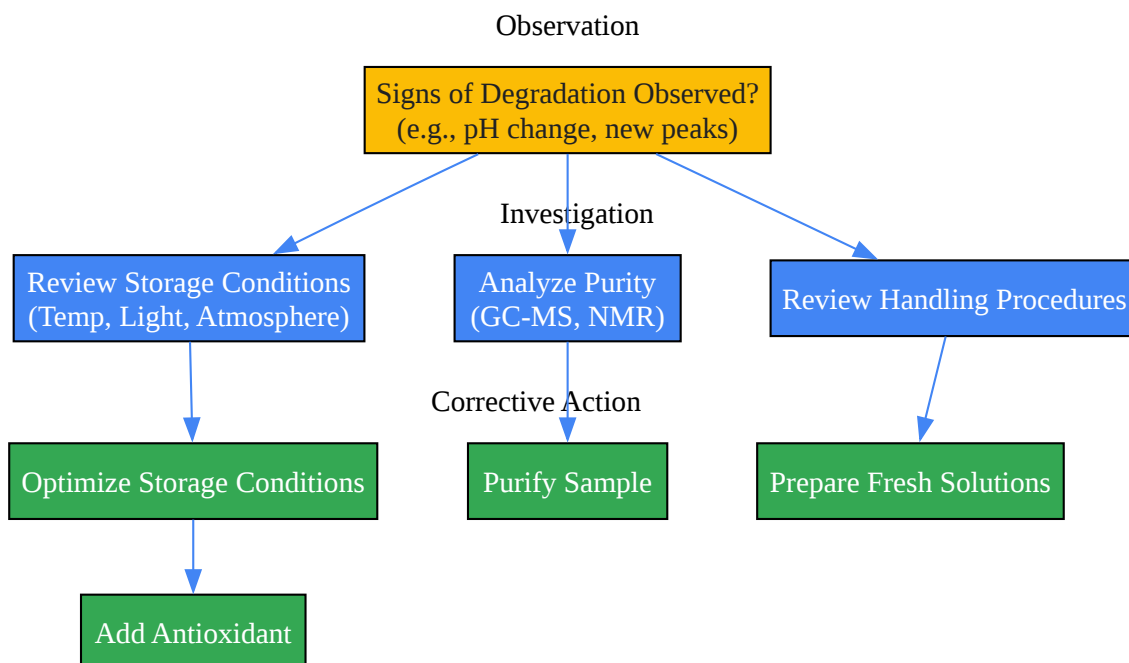 Observation
Signs of Degradation Observed?
(e.g., pH change, new peaks)
Investigation
Review Storage Conditions
(Temp, Light, Atmosphere)
Analyze Purity
(GC-MS, NMR)
Review Handling Procedures
Corrective Action
Optimize Storage Conditions
Purify Sample
Prepare Fresh Solutions
Add Antioxidant